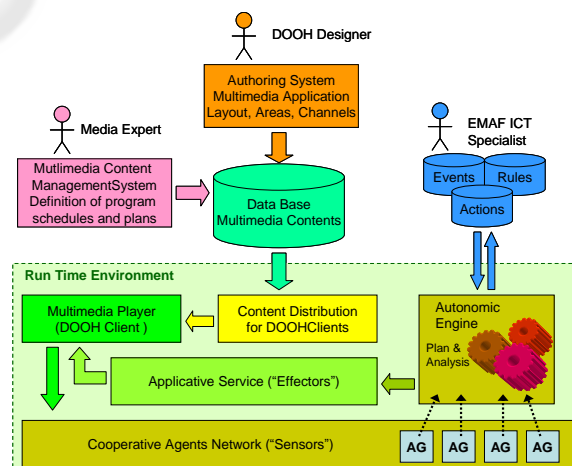 DOOH Designer
Authoring System
Multimedia Application
Layout, Areas, Channels
Media Expert
Mutlimedia Content
ManagementSystem
Definition of program
schedules and plans
Data Base
Multimedia Contents
EMAF ICT
Specialist
Events
Rules
Actions
Run Time Environment
Multimedia Player
(DOOH Client )
Content Distribution
for DOOHClients
Autonomic
Engine
Plan &
Analysis
Applicative Service ("Effectors")
Cooperative Agents Network ("Sensors")
AG
AG
AG
AG